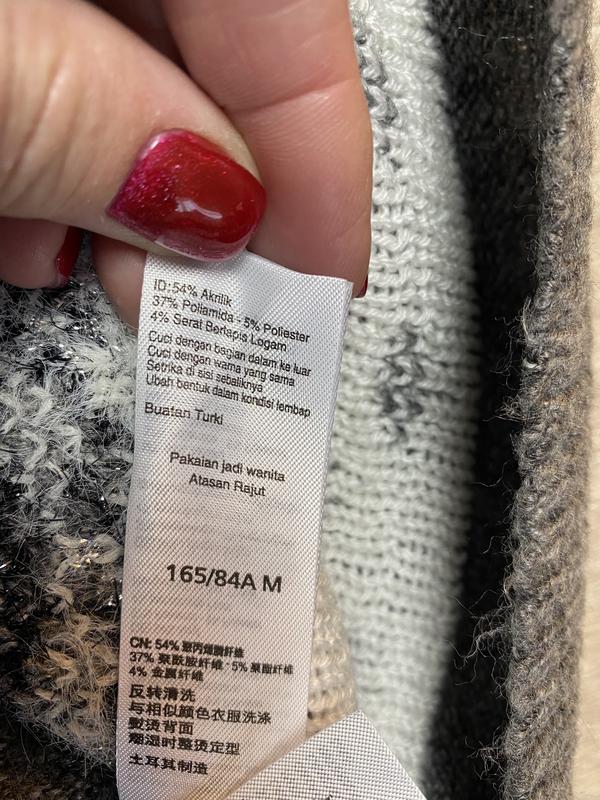 ID:54% Akrilik
37% Poliamida - 5% Poliester
4% Serat Berlapis Logam
Cuci dengan bagian dalam ke luar
Cuci dengan warna yang sama
Setrika di sisi sebaliknya
Ubah bentuk dalam kondisi lembap
Buatan Turki
Pakaian jadi wanita
Atasan Rajut
165/84A M
CN: 54% 聚丙烯腈纤维
37% 聚酰胺纤维 - 5% 聚酯纤维
4% 金属纤维
反转清洗
与相似颜色衣服洗涤
熨烫背面
潮湿时整烫定型
土耳其制造